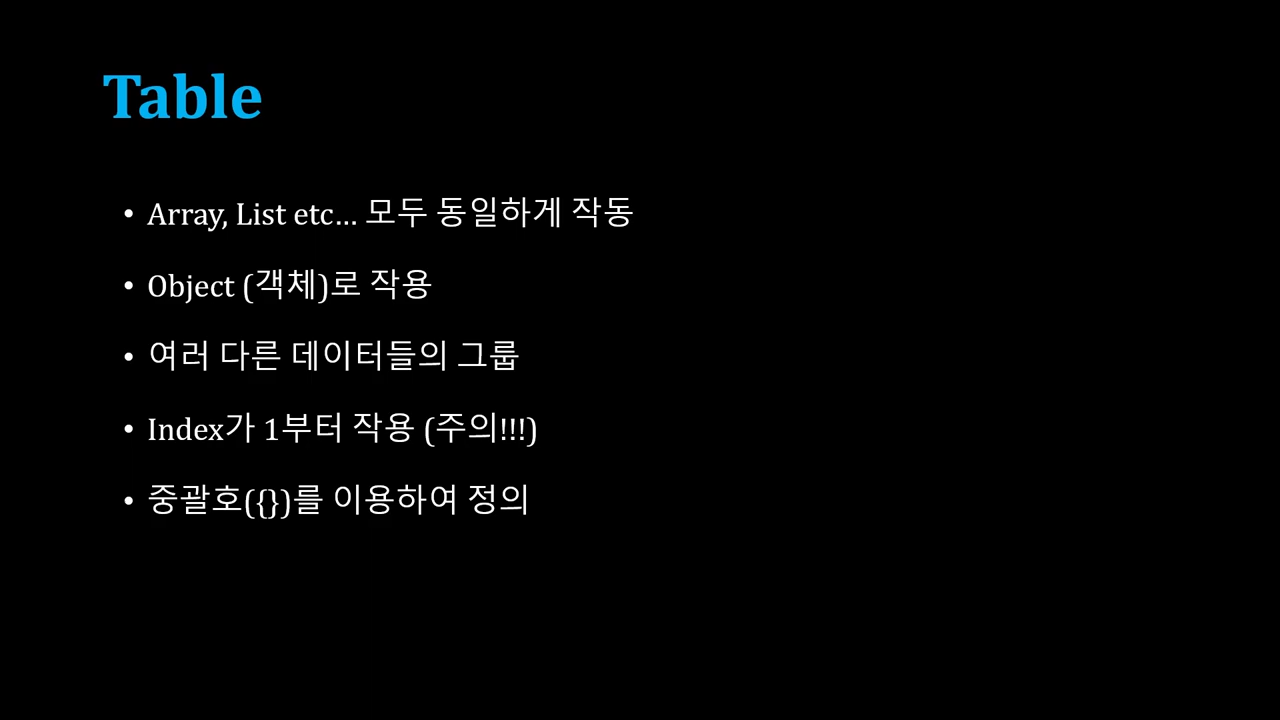 Table
• Array, List etc... 모두 동일하게 작동
• Object (객체)로 작용
• 여러 다른 데이터들의 그룹
• Index가 1부터 작용 (주의!!!)
• 중괄호({})를 이용하여 정의